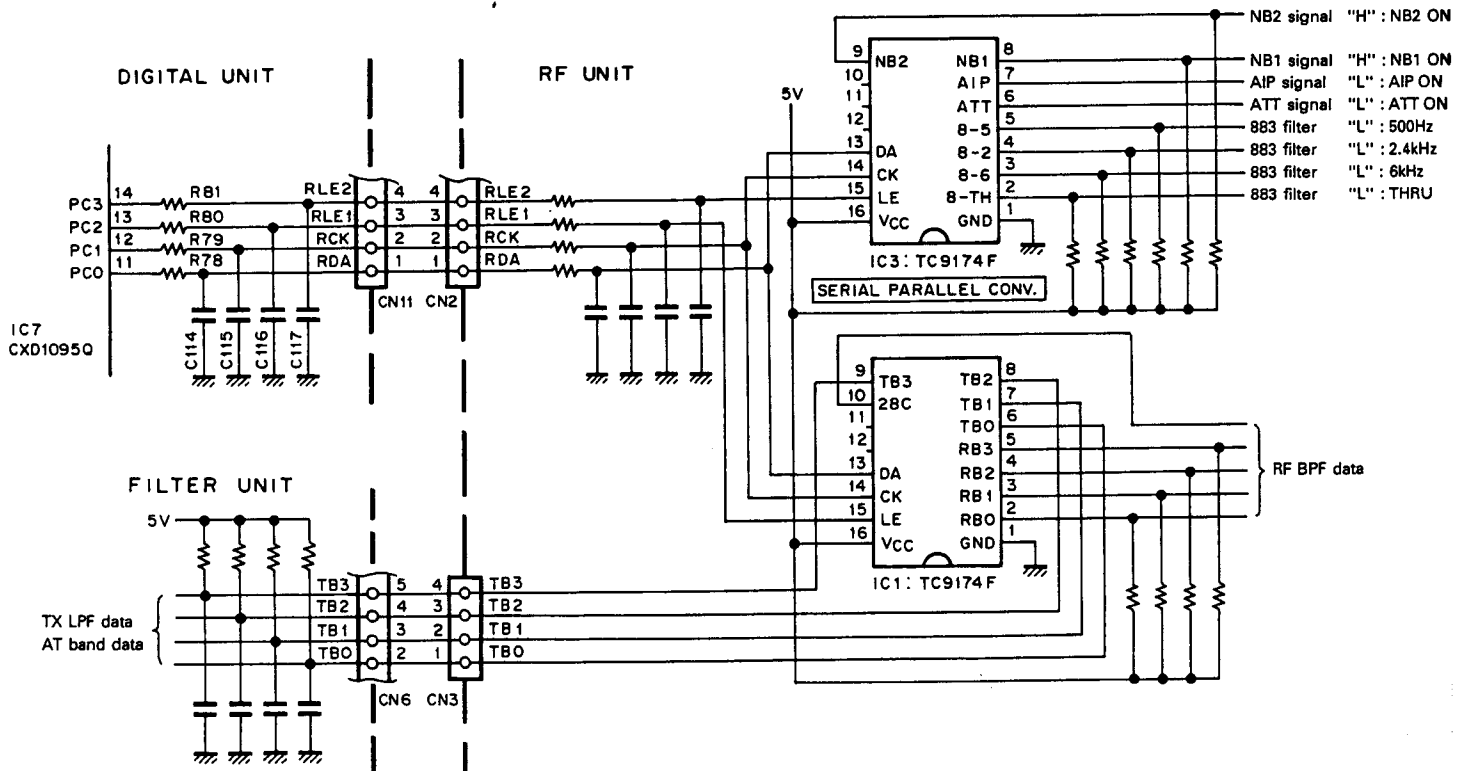 DIGITAL UNIT
RF UNIT
PC3 14 R81 RLE2 4 4 RLE2
PC2 13 R80 RLE1 3 3 RLE1
PC1 12 R79 RCK 2 2 RCK
PC0 11 R78 RDA 1 1 RDA
CN11 CN2
IC7
CXD1095Q
C114
C115
C116
C117
5V
9 NB2 NB1 8
10 AIP 7
11 ATT 6
12 8-5 5
13 DA 8-2 4
14 CK 8-6 3
15 LE 8-TH 2
16 VCC GND 1
IC3: TC9174F
SERIAL PARALLEL CONV.
NB2 signal "H" : NB2 ON
NB1 signal "H" : NB1 ON
AIP signal "L" : AIP ON
ATT signal "L" : ATT ON
883 filter "L" : 500Hz
883 filter "L" : 2.4kHz
883 filter "L" : 6kHz
883 filter "L" : THRU
9 TB3 TB2 8
10 28C TB1 7
11 TB0 6
12 RB3 5
13 DA RB2 4
14 CK RB1 3
15 LE RB0 2
16 VCC GND 1
IC1: TC9174F
RF BPF data
FILTER UNIT
5V
TB3 5 4 TB3
TB2 4 3 TB2
TB1 3 2 TB1
TB0 2 1 TB0
TX LPF data
AT band data
CN6 CN3